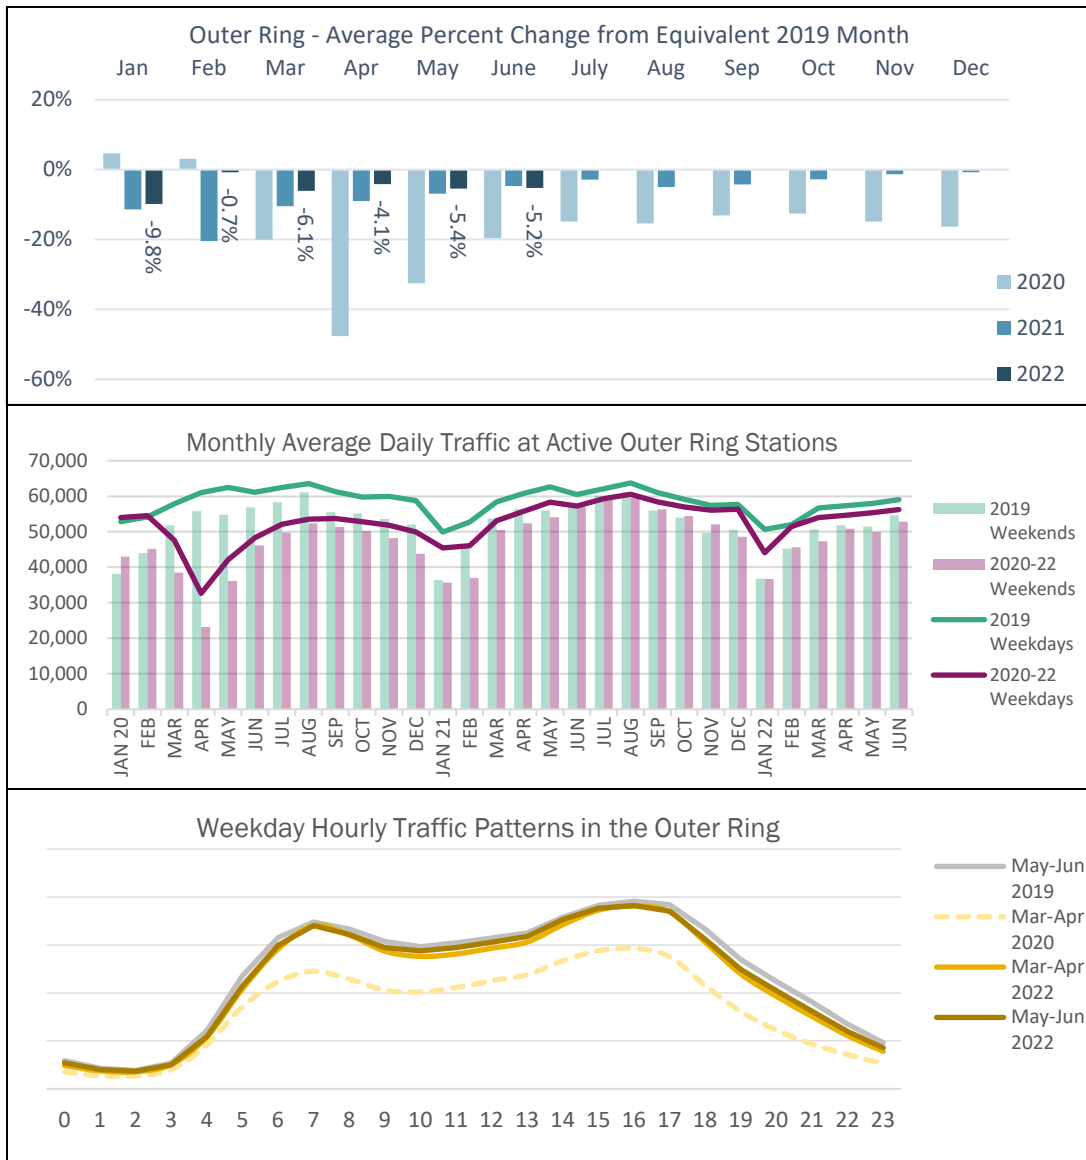 Outer Ring - Average Percent Change from Equivalent 2019 Month
Jan Feb Mar Apr May June July Aug Sep Oct Nov Dec
20%
0%
-20%
-40%
-60%
-9.8%
-0.7%
-6.1%
-4.1%
-5.4%
-5.2%
2020
2021
2022
Monthly Average Daily Traffic at Active Outer Ring Stations
70,000
60,000
50,000
40,000
30,000
20,000
10,000
0
JAN 20 FEB MAR APR MAY JUN JUL AUG SEP OCT NOV DEC JAN 21 FEB MAR APR MAY JUN JUL AUG SEP OCT NOV DEC JAN 22 FEB MAR APR MAY JUN
2019
Weekends
2020-22
Weekends
2019
Weekdays
2020-22
Weekdays
Weekday Hourly Traffic Patterns in the Outer Ring
May-Jun
2019
Mar-Apr
2020
Mar-Apr
2022
May-Jun
2022
0 1 2 3 4 5 6 7 8 9 10 11 12 13 14 15 16 17 18 19 20 21 22 23